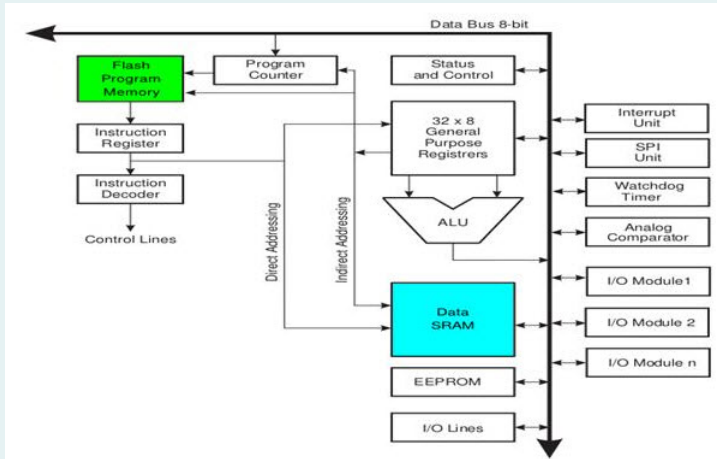 Data Bus 8-bit
Flash
Program
Memory
Program
Counter
Status
and Control
Instruction
Register
32 x 8
General
Purpose
Registrers
Interrupt
Unit
SPI
Unit
Instruction
Decoder
Watchdog
Timer
ALU
Control Lines
Analog
Comparator
Direct Addressing
Indirect Addressing
I/O Module1
Data
SRAM
I/O Module 2
I/O Module n
EEPROM
I/O Lines